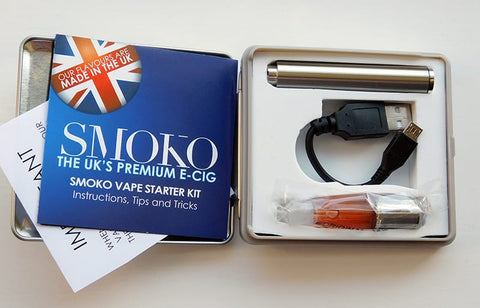 OUR FLAVOURS ARE
MADE IN THE UK
SMOKO
THE UK'S PREMIUM E-CIG
SMOKO VAPE STARTER KIT
Instructions, Tips and Tricks